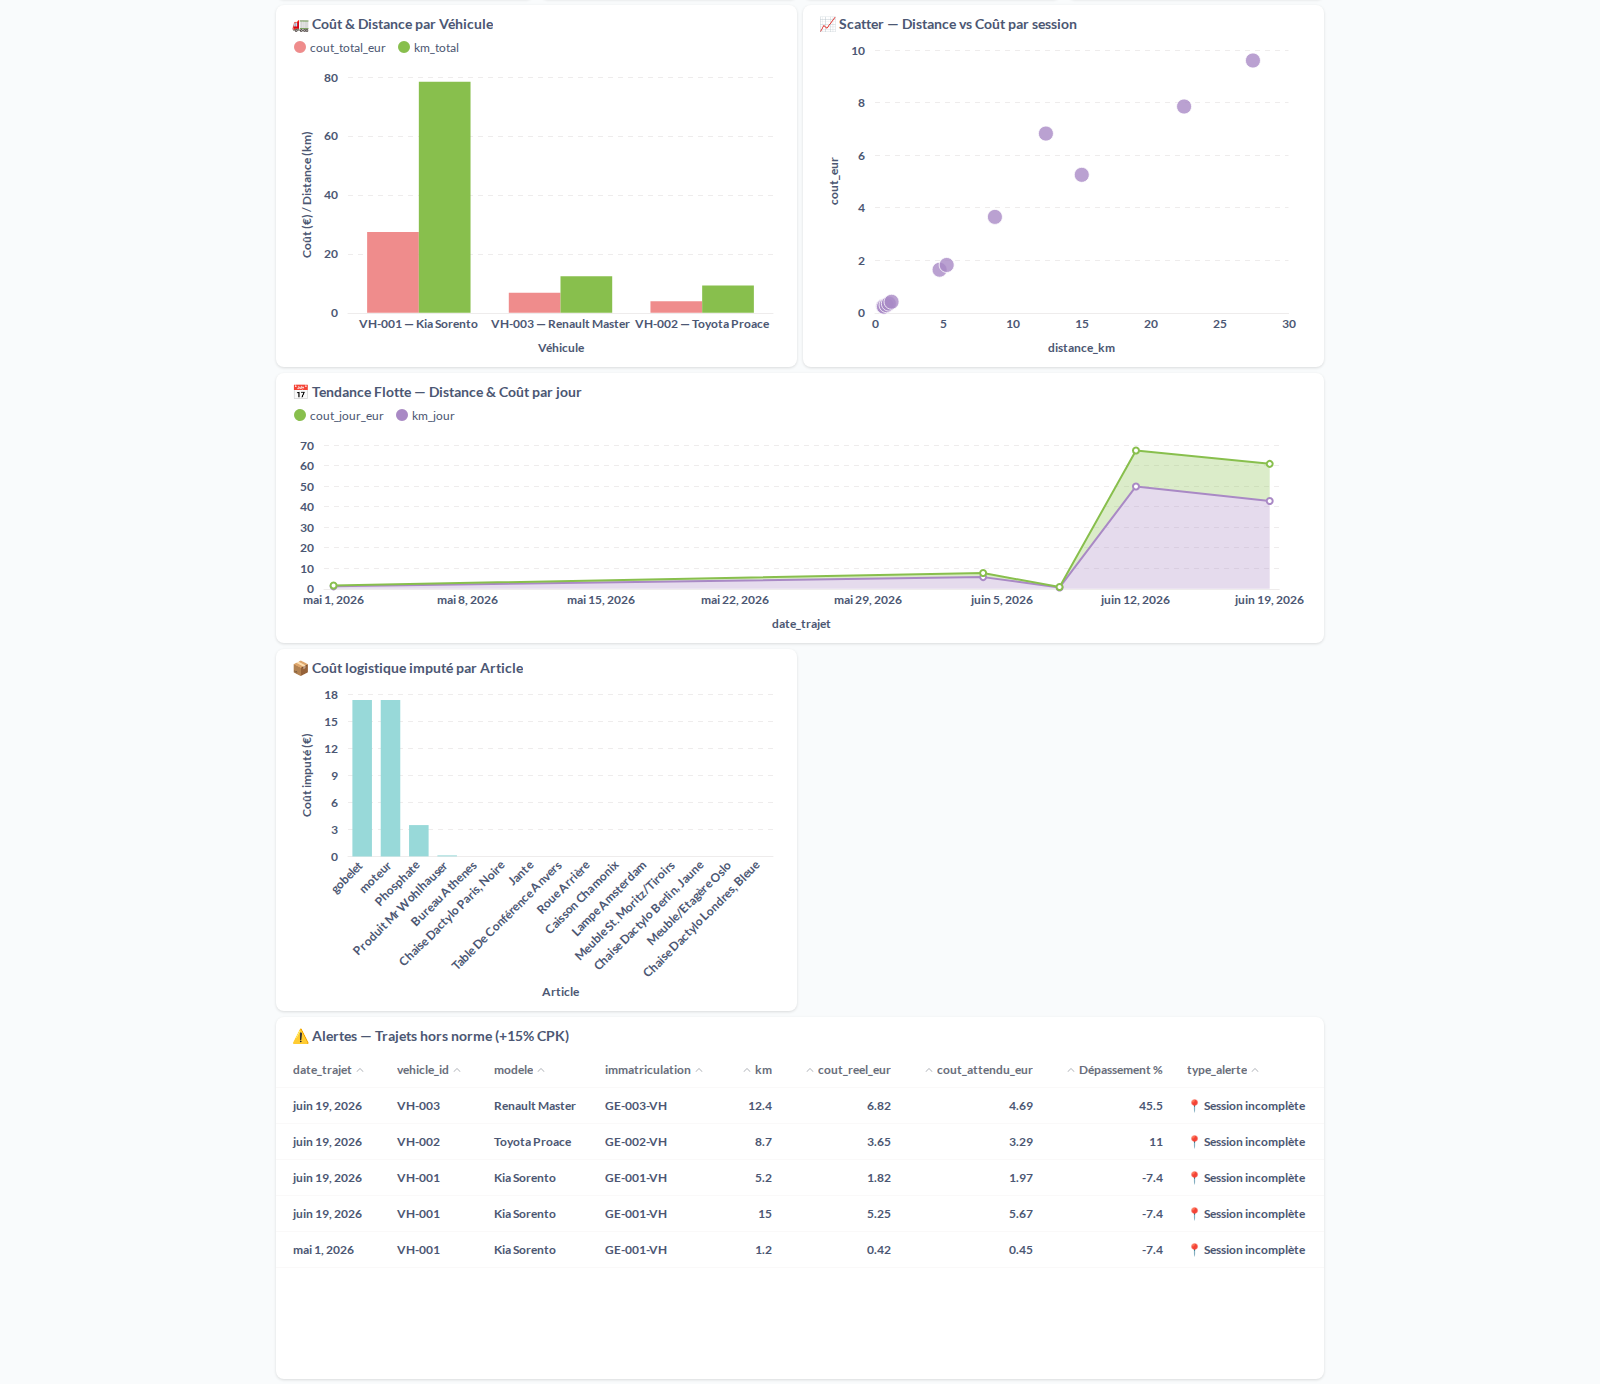 🚛 Coût & Distance par Véhicule
cout_total_eur km_total
Coût (€) / Distance (km)
80
60
40
20
0
VH-001 — Kia Sorento VH-003 — Renault Master VH-002 — Toyota Proace
Véhicule
📈 Scatter — Distance vs Coût par session
cout_eur
10
8
6
4
2
0
0 5 10 15 20 25 30
distance_km
📅 Tendance Flotte — Distance & Coût par jour
cout_jour_eur km_jour
70
60
50
40
30
20
10
0
mai 1, 2026 mai 8, 2026 mai 15, 2026 mai 22, 2026 mai 29, 2026 juin 5, 2026 juin 12, 2026 juin 19, 2026
date_trajet
📦 Coût logistique imputé par Article
Coût imputé (€)
18
15
12
9
6
3
0
gobelet
moteur
Phosphate
Produit Mr Wohlhauser
Bureau Athenes
Chaise Dactylo Paris, Noire
Jante
Table De Conférence Anvers
Roue Arrière
Caisson Chamonix
Lampe Amsterdam
Meuble St. Moritz/Tiroirs
Chaise Dactylo Berlin, Jaune
Meuble/Etagère Oslo
Chaise Dactylo Londres, Bleue
Article
⚠️ Alertes — Trajets hors norme (+15% CPK)
date_trajet vehicle_id modele immatriculation km cout_reel_eur cout_attendu_eur Dépassement % type_alerte
juin 19, 2026 VH-003 Renault Master GE-003-VH 12.4 6.82 4.69 45.5 📍 Session incomplète
juin 19, 2026 VH-002 Toyota Proace GE-002-VH 8.7 3.65 3.29 11 📍 Session incomplète
juin 19, 2026 VH-001 Kia Sorento GE-001-VH 5.2 1.82 1.97 -7.4 📍 Session incomplète
juin 19, 2026 VH-001 Kia Sorento GE-001-VH 15 5.25 5.67 -7.4 📍 Session incomplète
mai 1, 2026 VH-001 Kia Sorento GE-001-VH 1.2 0.42 0.45 -7.4 📍 Session incomplète